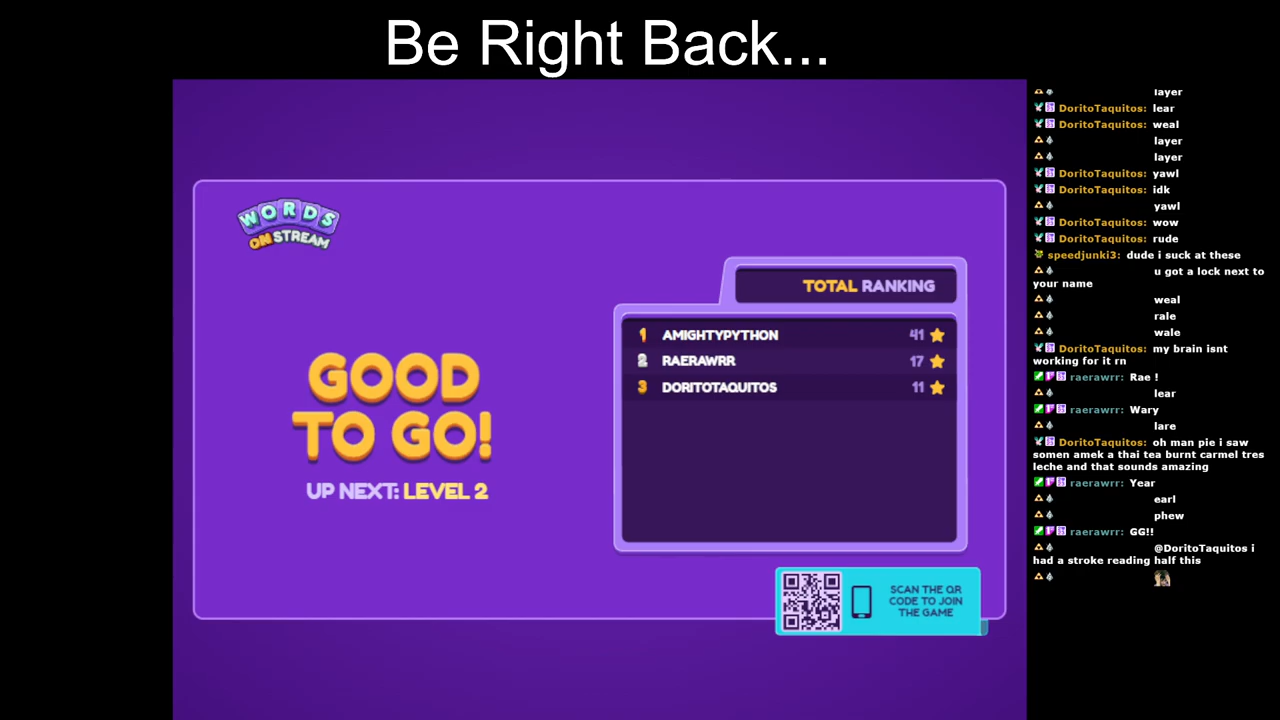 Be Right Back...
WORDS
ON STREAM
TOTAL RANKING
1 AMIGHTYPYTHON 41
2 RAERAWRR 17
3 DORITOTAQUITOS 11
GOOD
TO GO!
UP NEXT: LEVEL 2
SCAN THE QR
CODE TO JOIN
THE GAME
layer
DoritoTaquitos: lear
DoritoTaquitos: weal
layer
layer
DoritoTaquitos: yawl
DoritoTaquitos: idk
yawl
DoritoTaquitos: wow
DoritoTaquitos: rude
speedjunki3: dude i suck at these
u got a lock next to
your name
weal
rale
wale
DoritoTaquitos: my brain isnt
working for it rn
raerawrr: Rae !
lear
raerawrr: Wary
lare
DoritoTaquitos: oh man pie i saw
somen amek a thai tea burnt carmel tres
leche and that sounds amazing
raerawrr: Year
earl
phew
raerawrr: GG!!
@DoritoTaquitos i
had a stroke reading half this